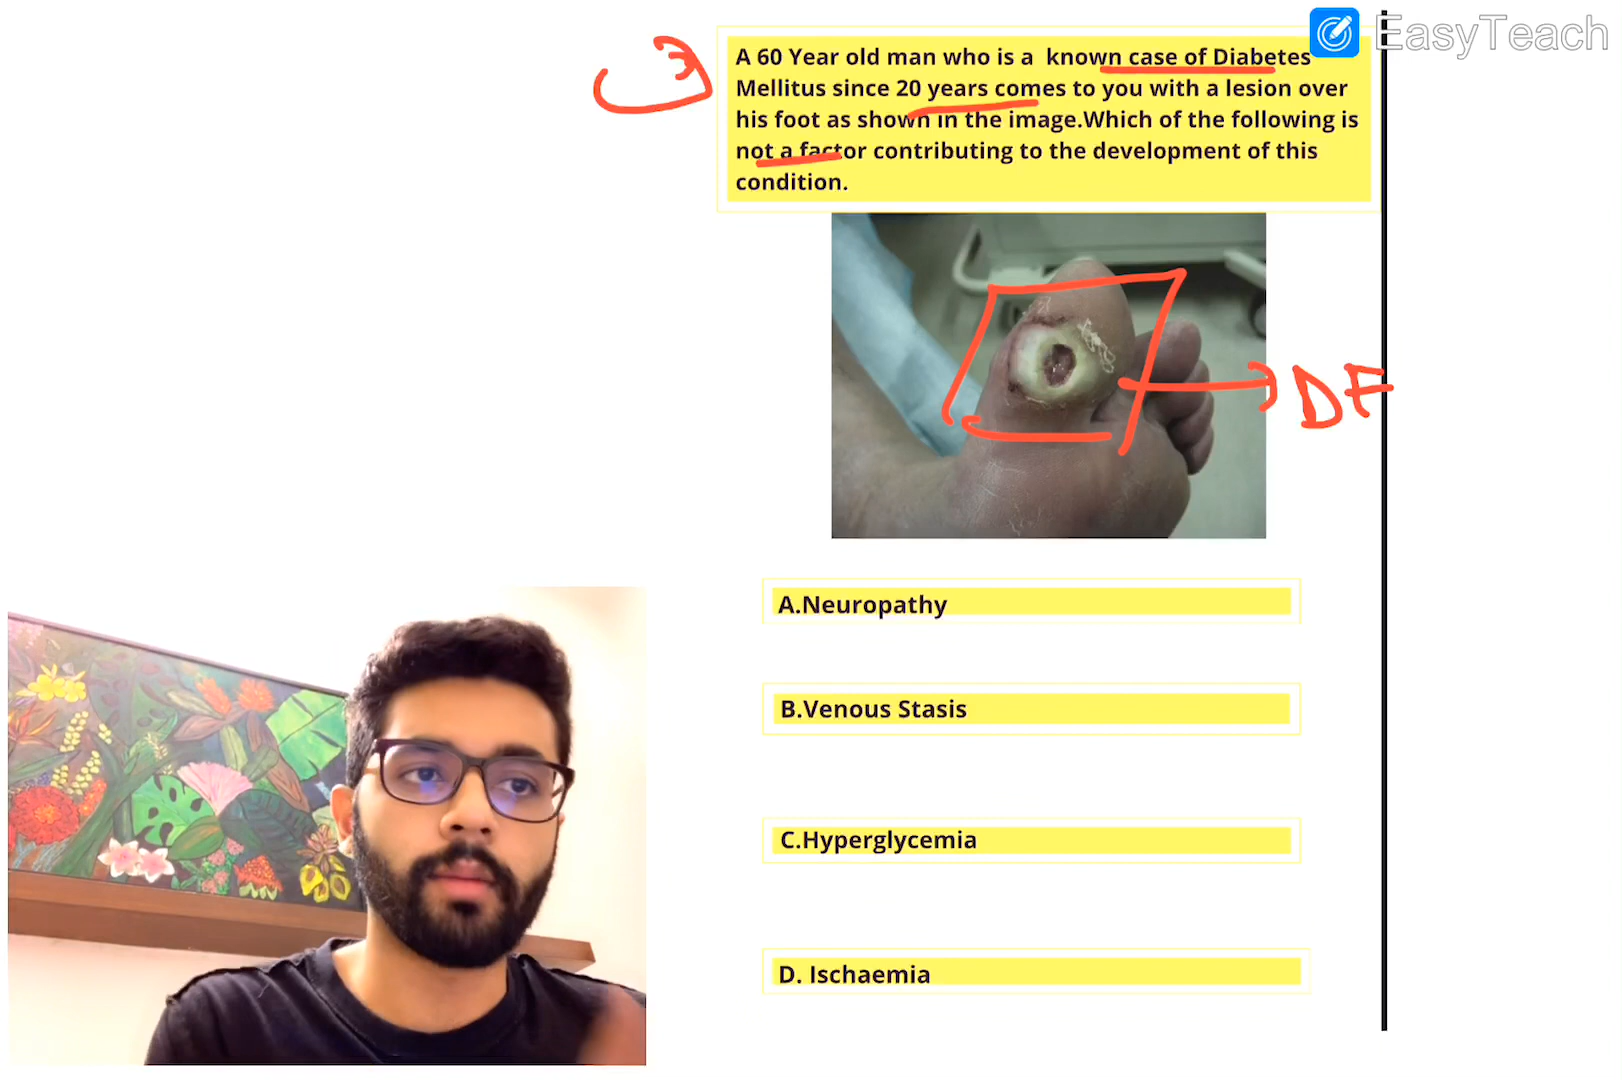 EasyTeach
3
A 60 Year old man who is a known case of Diabetes
Mellitus since 20 years comes to you with a lesion over
his foot as shown in the image.Which of the following is
not a factor contributing to the development of this
condition.
DF
A.Neuropathy
B.Venous Stasis
C.Hyperglycemia
D. Ischaemia